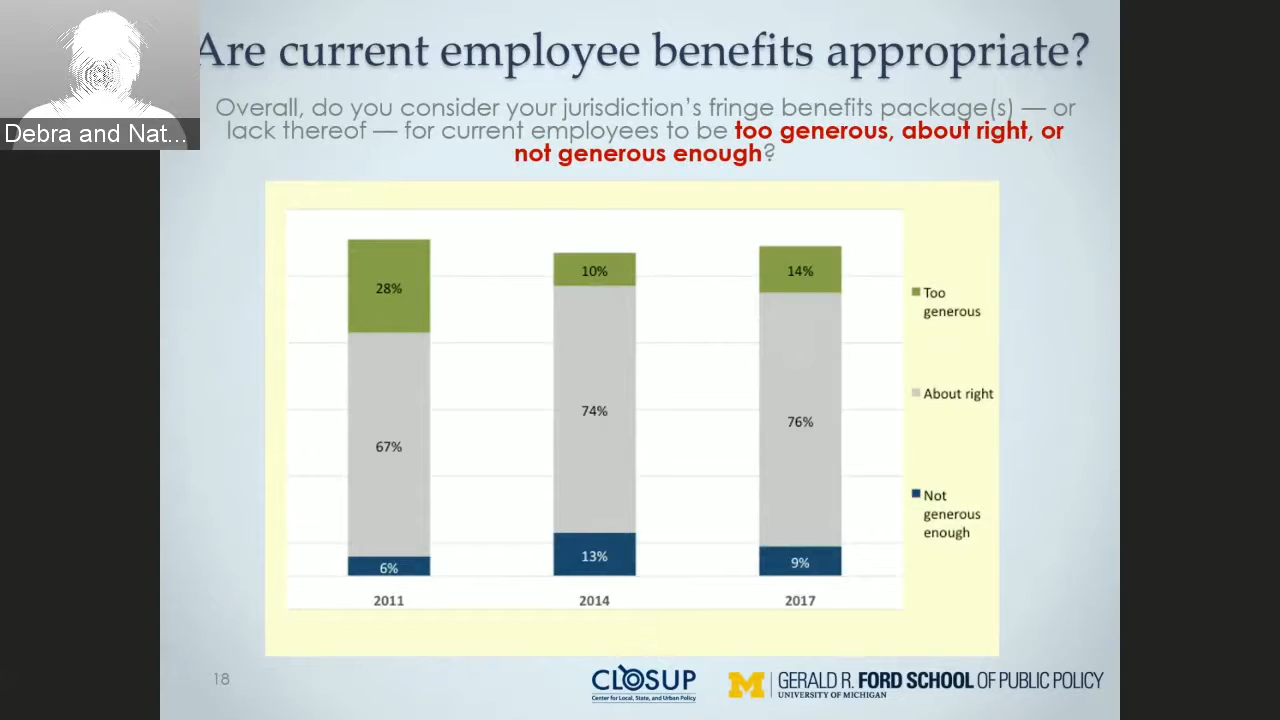 Are current employee benefits appropriate?
Overall, do you consider your jurisdiction's fringe benefits package(s) — or
lack thereof — for current employees to be too generous, about right, or
not generous enough?
Debra and Nat...
28%
10%
14%
67%
74%
76%
6%
13%
9%
2011
2014
2017
Too
generous
About right
Not
generous
enough
18
CLOSUP
Center for Local, State, and Urban Policy
M
GERALD R. FORD SCHOOL OF PUBLIC POLICY
UNIVERSITY OF MICHIGAN